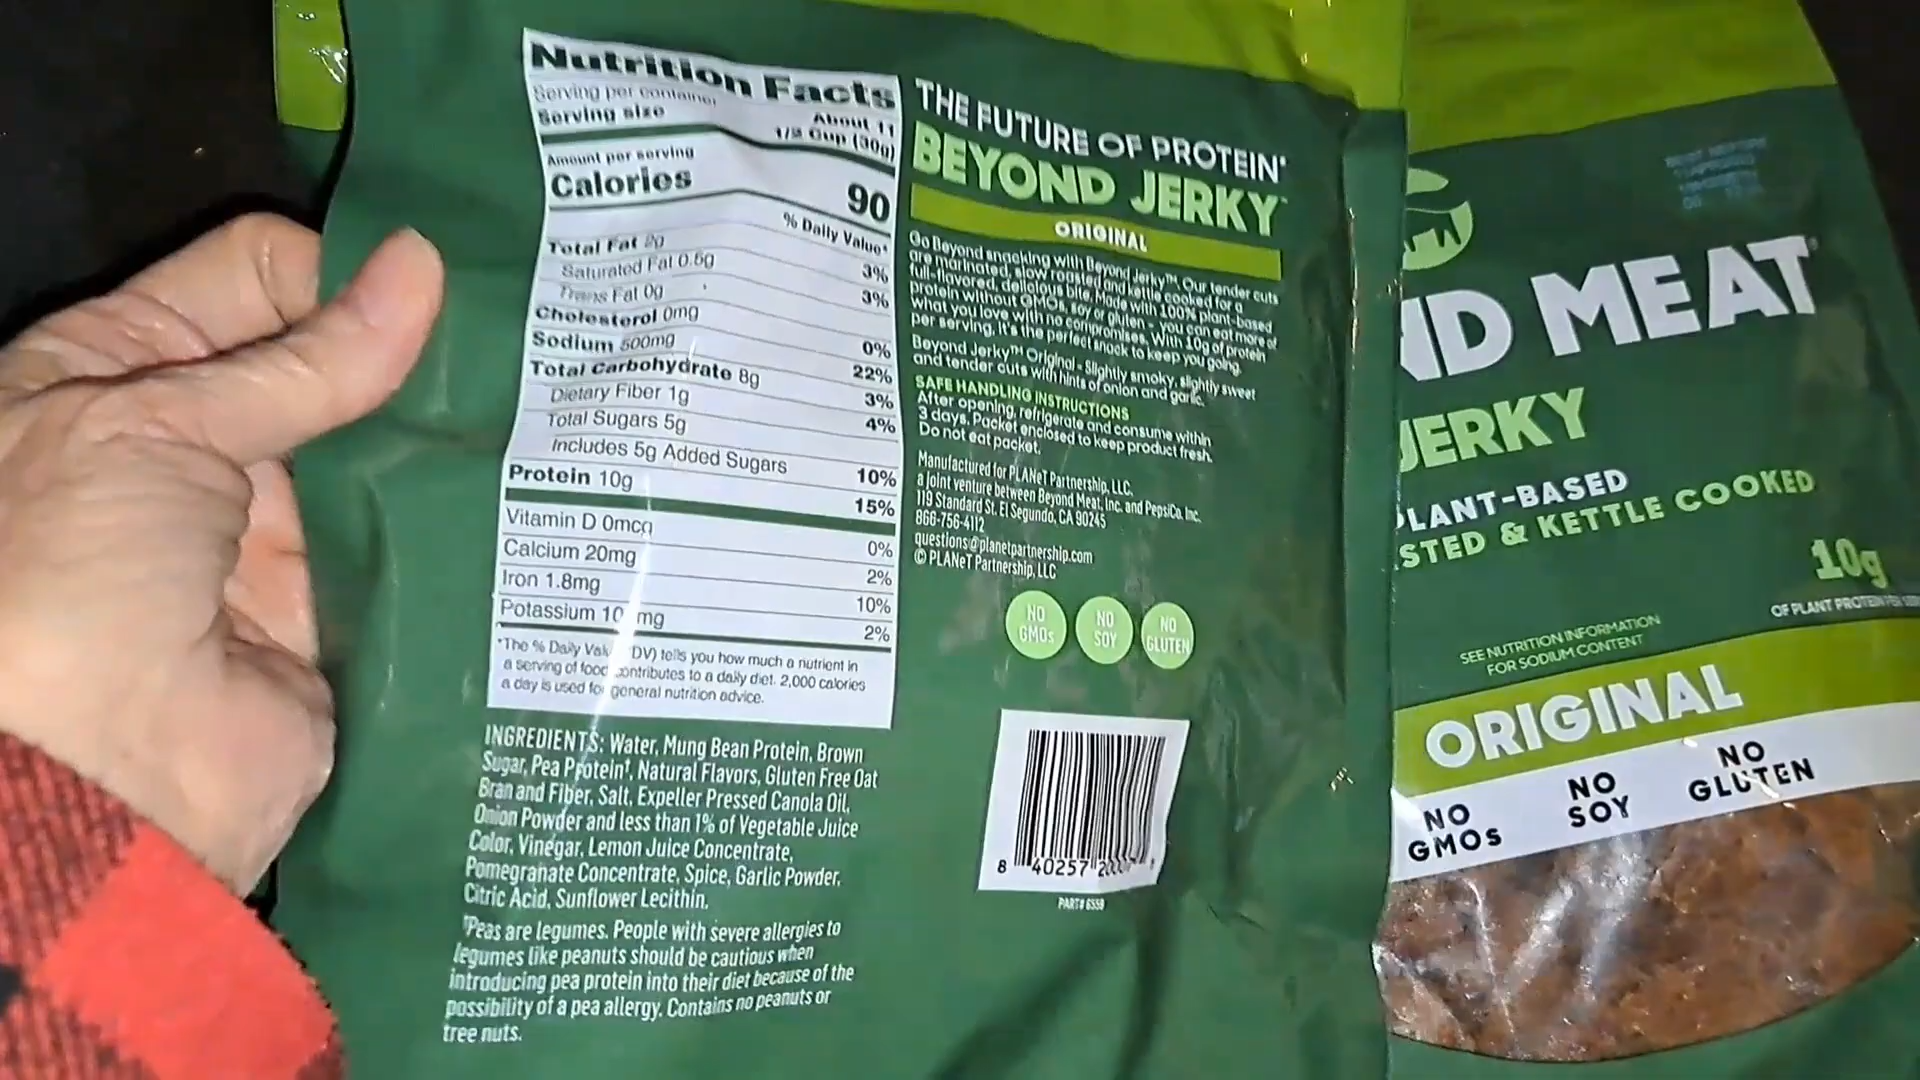 Nutrition Facts
Serving per container About 11
Serving size 1/2 Cup (30g)
Amount per serving
Calories 90
% Daily Value*
Total Fat 2g 3%
Saturated Fat 0.5g 3%
Trans Fat 0g
Cholesterol 0mg 0%
Sodium 500mg 22%
Total Carbohydrate 8g 3%
Dietary Fiber 1g 4%
Total Sugars 5g
Includes 5g Added Sugars 10%
Protein 10g 15%
Vitamin D 0mcg 0%
Calcium 20mg 2%
Iron 1.8mg 10%
Potassium mg 2%
*The % Daily DV) tells you how much a nutrient in
a serving of food contributes to a daily diet. 2,000 calories
a day is used for general nutrition advice.
INGREDIENTS: Water, Mung Bean Protein, Brown
Sugar, Pea Protein†, Natural Flavors, Gluten Free Oat
Bran and Fiber, Salt, Expeller Pressed Canola Oil,
Onion Powder and less than 1% of Vegetable Juice
Color, Vinegar, Lemon Juice Concentrate,
Pomegranate Concentrate, Spice, Garlic Powder,
Citric Acid, Sunflower Lecithin.
†Peas are legumes. People with severe allergies to
legumes like peanuts should be cautious when
introducing pea protein into their diet because of the
possibility of a pea allergy. Contains no peanuts or
tree nuts.
THE FUTURE OF PROTEIN®
BEYOND JERKY™
ORIGINAL
Go Beyond snacking with Beyond Jerky™. Our tender cuts
are marinated, slow roasted and kettle cooked for a
full-flavored, delicious bite. Made with 100% plant-based
protein without GMOs, soy or gluten - you can eat more of
what you love with no compromises. With 10g of protein
per serving, it's the perfect snack to keep you going.
Beyond Jerky™ Original - Slightly smoky, slightly sweet
and tender cuts with hints of onion and garlic.
SAFE HANDLING INSTRUCTIONS
After opening, refrigerate and consume within
3 days. Packet enclosed to keep product fresh.
Do not eat packet.
Manufactured for PLANeT Partnership, LLC.
a joint venture between Beyond Meat, Inc. and PepsiCo. Inc.
119 Standard St. El Segundo, CA 90245
866-756-4112
questions@planetpartnership.com
© PLANeT Partnership, LLC
NO GMOs
NO SOY
NO GLUTEN
8 40257
PART# 6559
ND MEAT®
JERKY
PLANT-BASED
STED & KETTLE COOKED
10g
OF PLANT PROTEIN PER
SEE NUTRITION INFORMATION
FOR SODIUM CONTENT
ORIGINAL
NO GMOs
NO SOY
NO GLUTEN